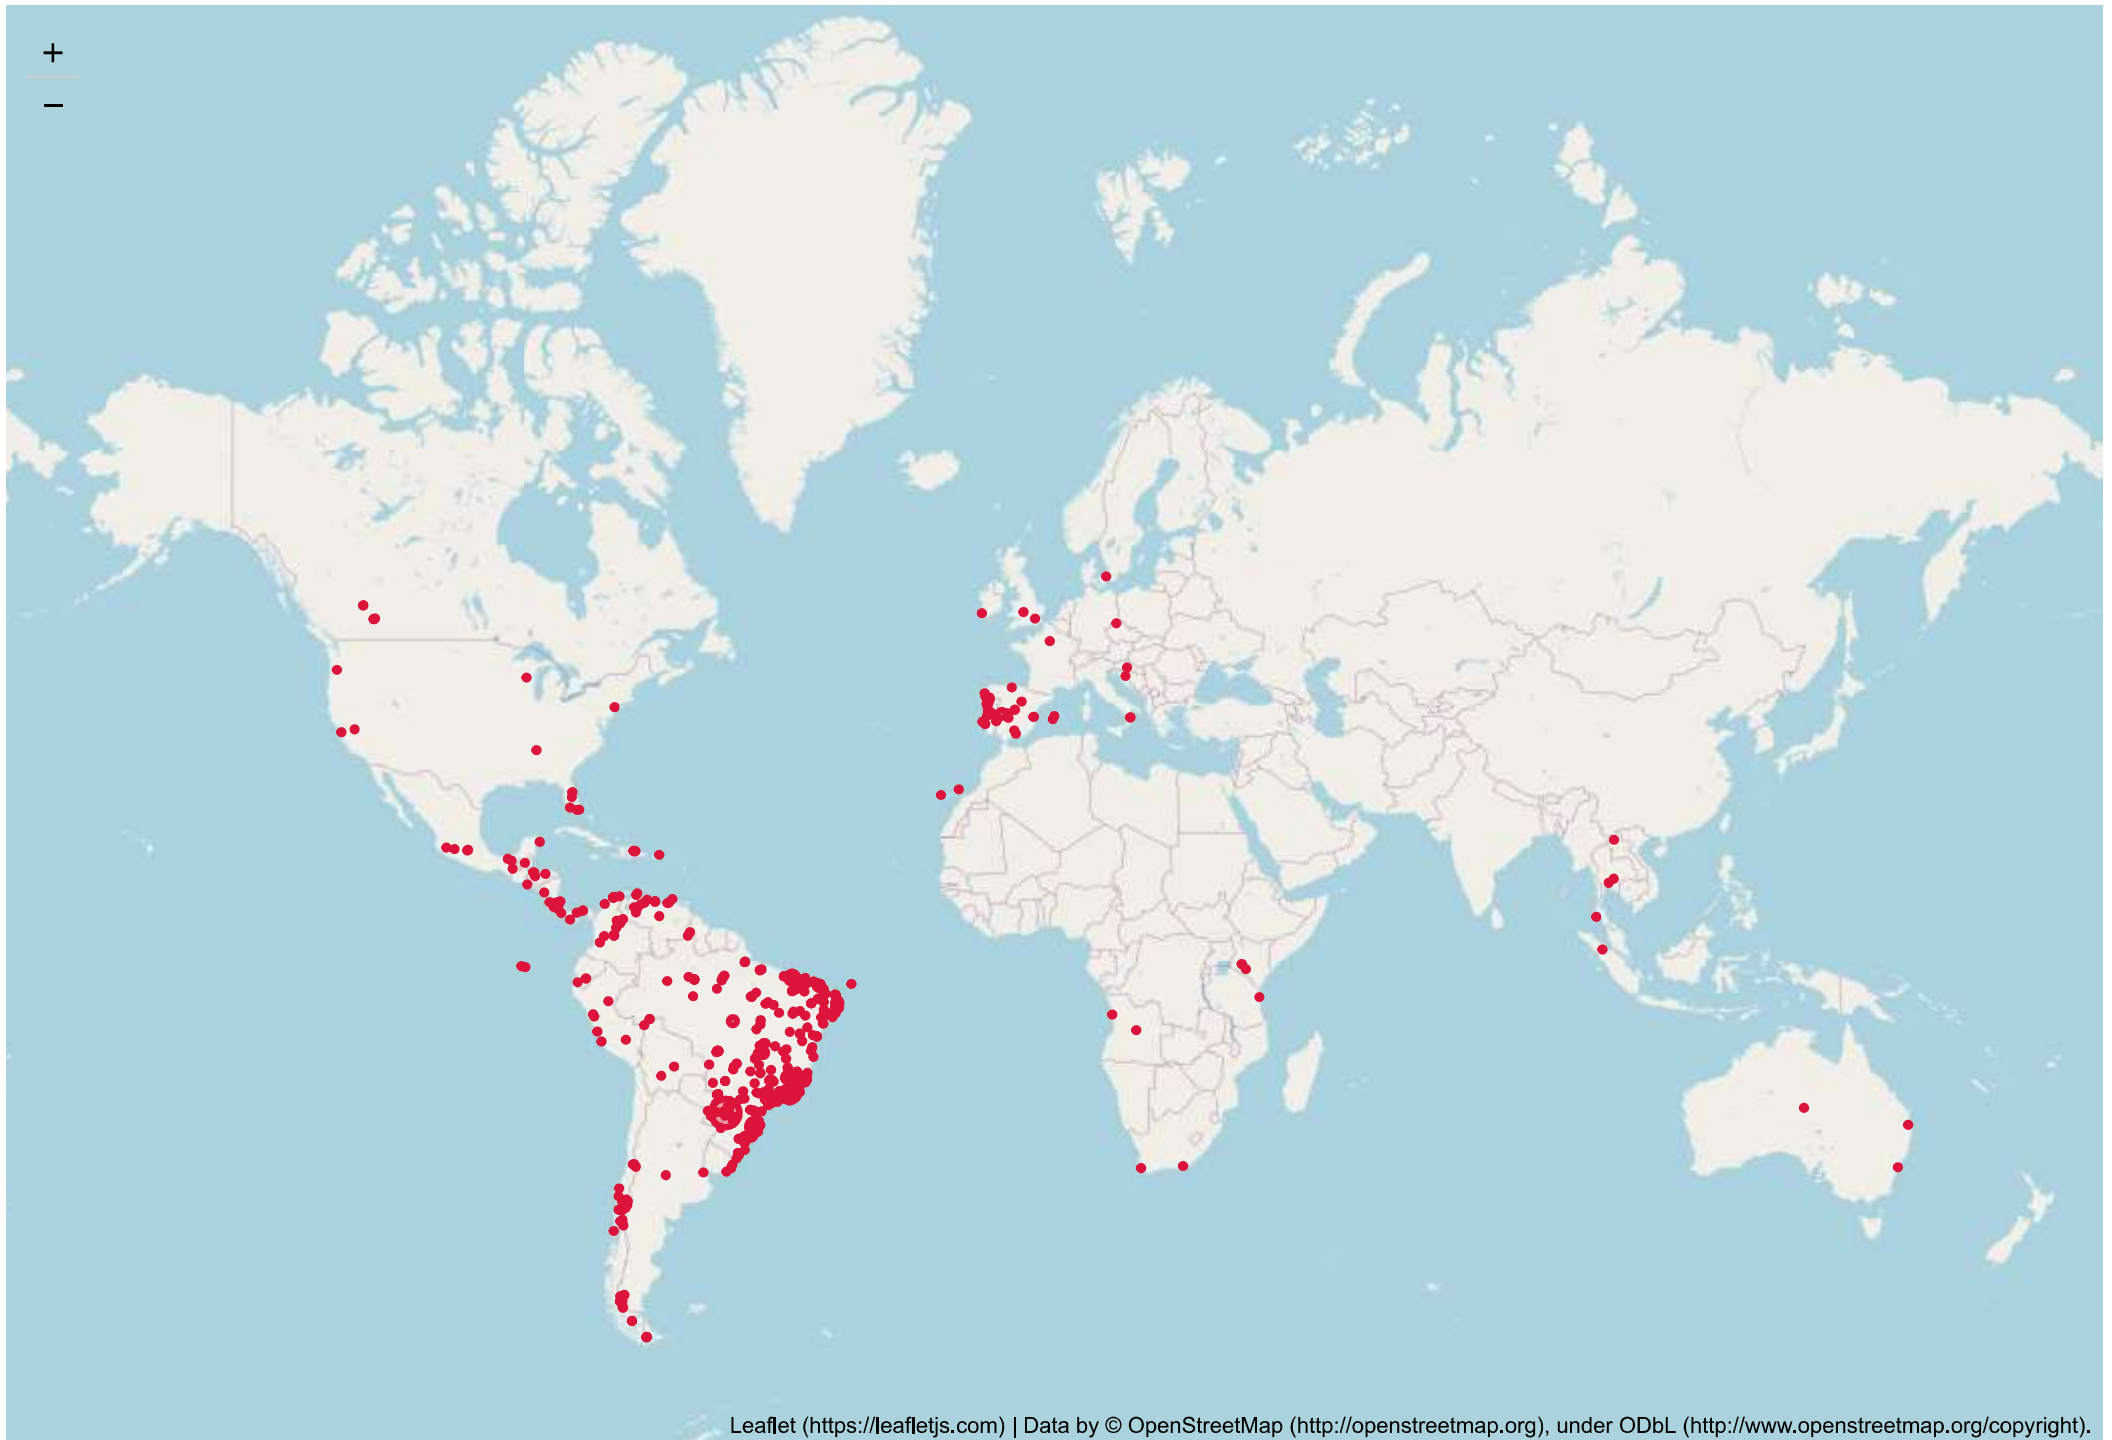 +
−
Leaflet (https://leafletjs.com) | Data by © OpenStreetMap (http://openstreetmap.org), under ODbL (http://www.openstreetmap.org/copyright).